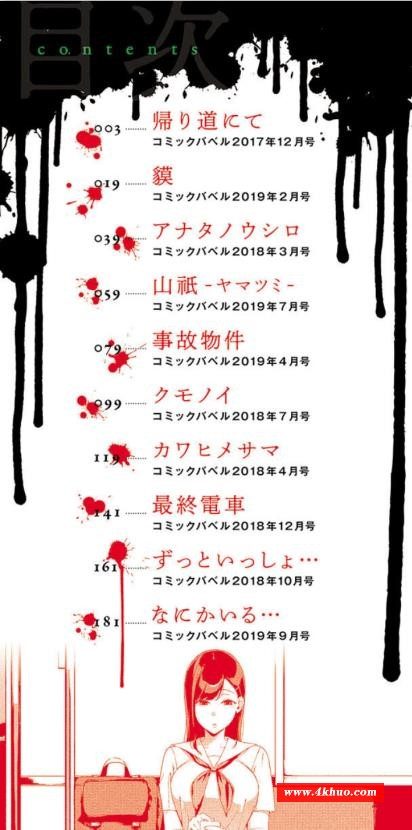 目次
contents
003 帰り道にて
コミックバベル2017年12月号
019 貘
コミックバベル2019年2月号
039 アナタノウシロ
コミックバベル2018年3月号
059 山祇 -ヤマツミ-
コミックバベル2019年7月号
079 事故物件
コミックバベル2019年4月号
099 クモノイ
コミックバベル2018年7月号
119 カワヒメサマ
コミックバベル2018年4月号
141 最終電車
コミックバベル2018年12月号
161 ずっといっしょ…
コミックバベル2018年10月号
181 なにかいる…
コミックバベル2019年9月号
www.4khuo.com